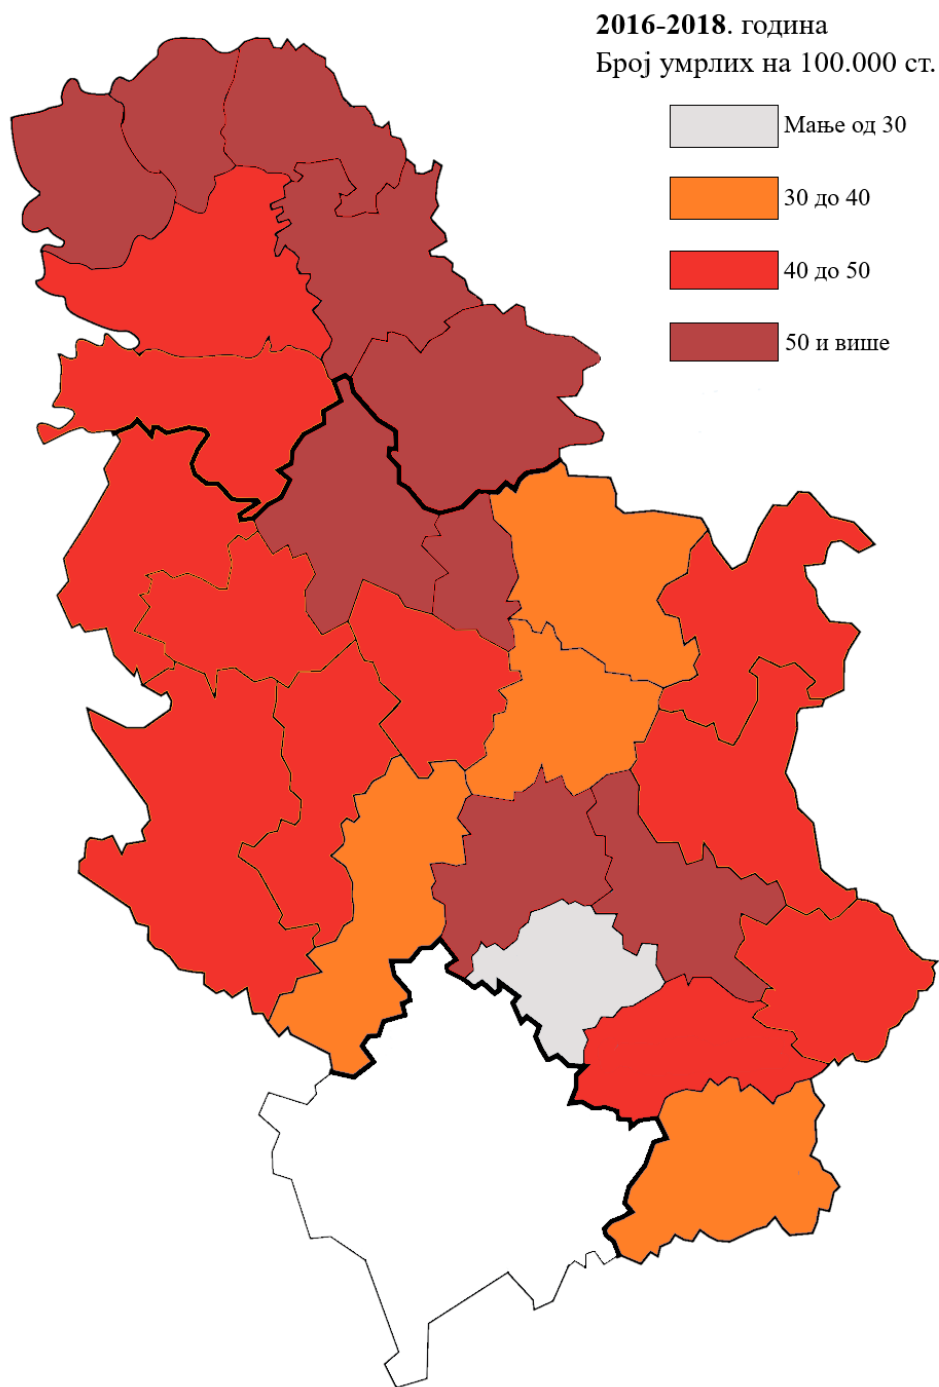 2016-2018. година
Број умрлих на 100.000 ст.
Мање од 30
30 до 40
40 до 50
50 и више